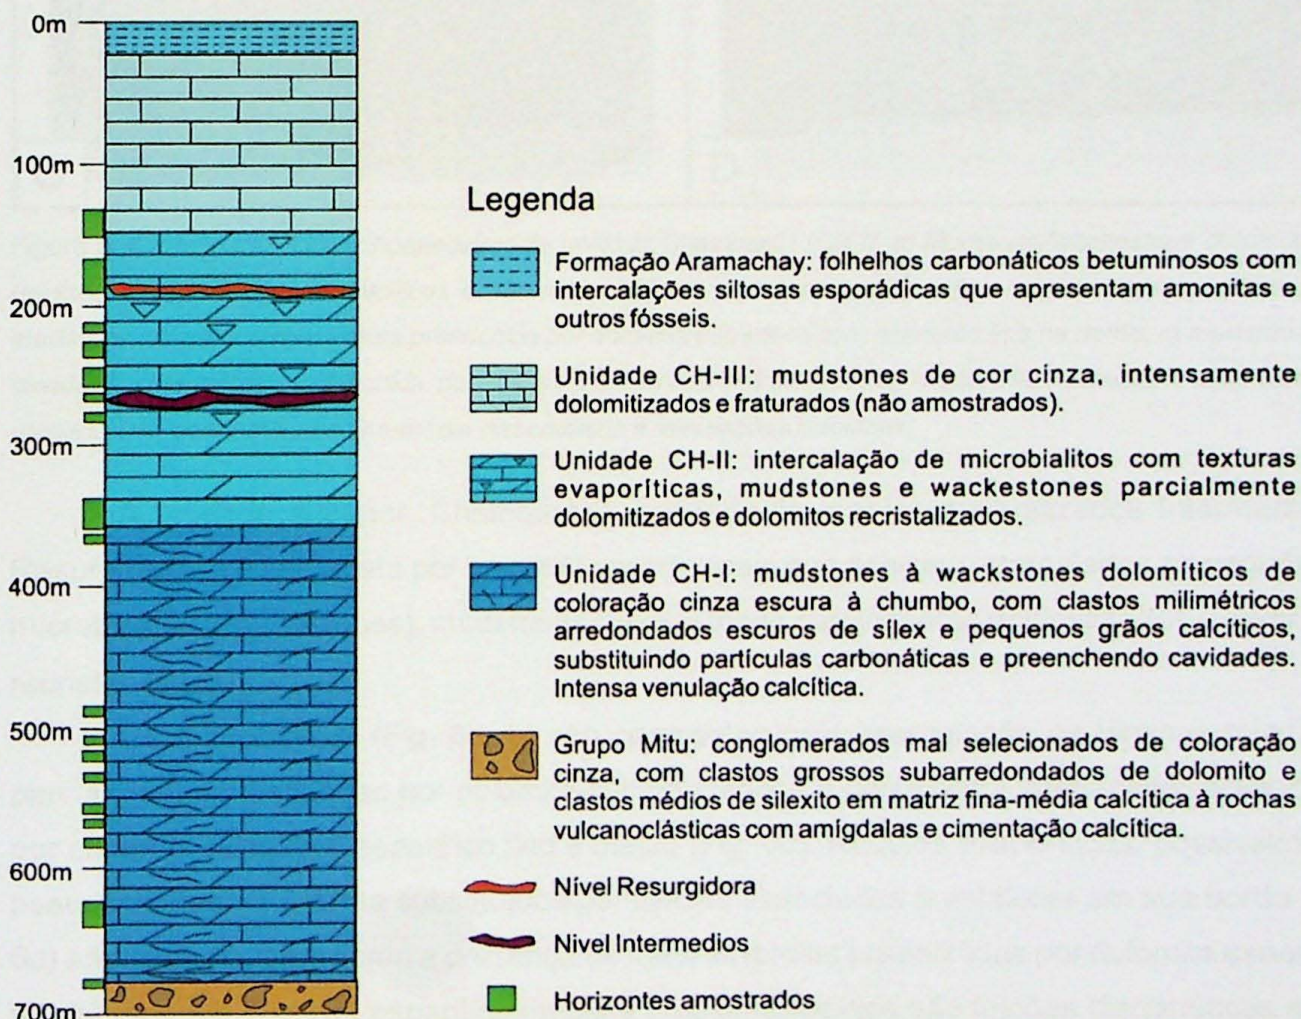 0m
100m
200m
300m
400m
500m
600m
700m
Legenda
Formação Aramachay: folhelhos carbonáticos betuminosos com
intercalações siltosas esporádicas que apresentam amonitas e
outros fósseis.
Unidade CH-III: mudstones de cor cinza, intensamente
dolomitizados e fraturados (não amostrados).
Unidade CH-II: intercalação de microbialitos com texturas
evaporíticas, mudstones e wackestones parcialmente
dolomitizados e dolomitos recristalizados.
Unidade CH-I: mudstones à wackstones dolomíticos de
coloração cinza escura à chumbo, com clastos milimétricos
arredondados escuros de sílex e pequenos grãos calcíticos,
substituindo partículas carbonáticas e preenchendo cavidades.
Intensa venulação calcítica.
Grupo Mitu: conglomerados mal selecionados de coloração
cinza, com clastos grossos subarredondados de dolomito e
clastos médios de silexito em matriz fina-média calcítica à rochas
vulcanoclásticas com amígdalas e cimentação calcítica.
Nível Resurgidora
Nivel Intermedios
Horizontes amostrados